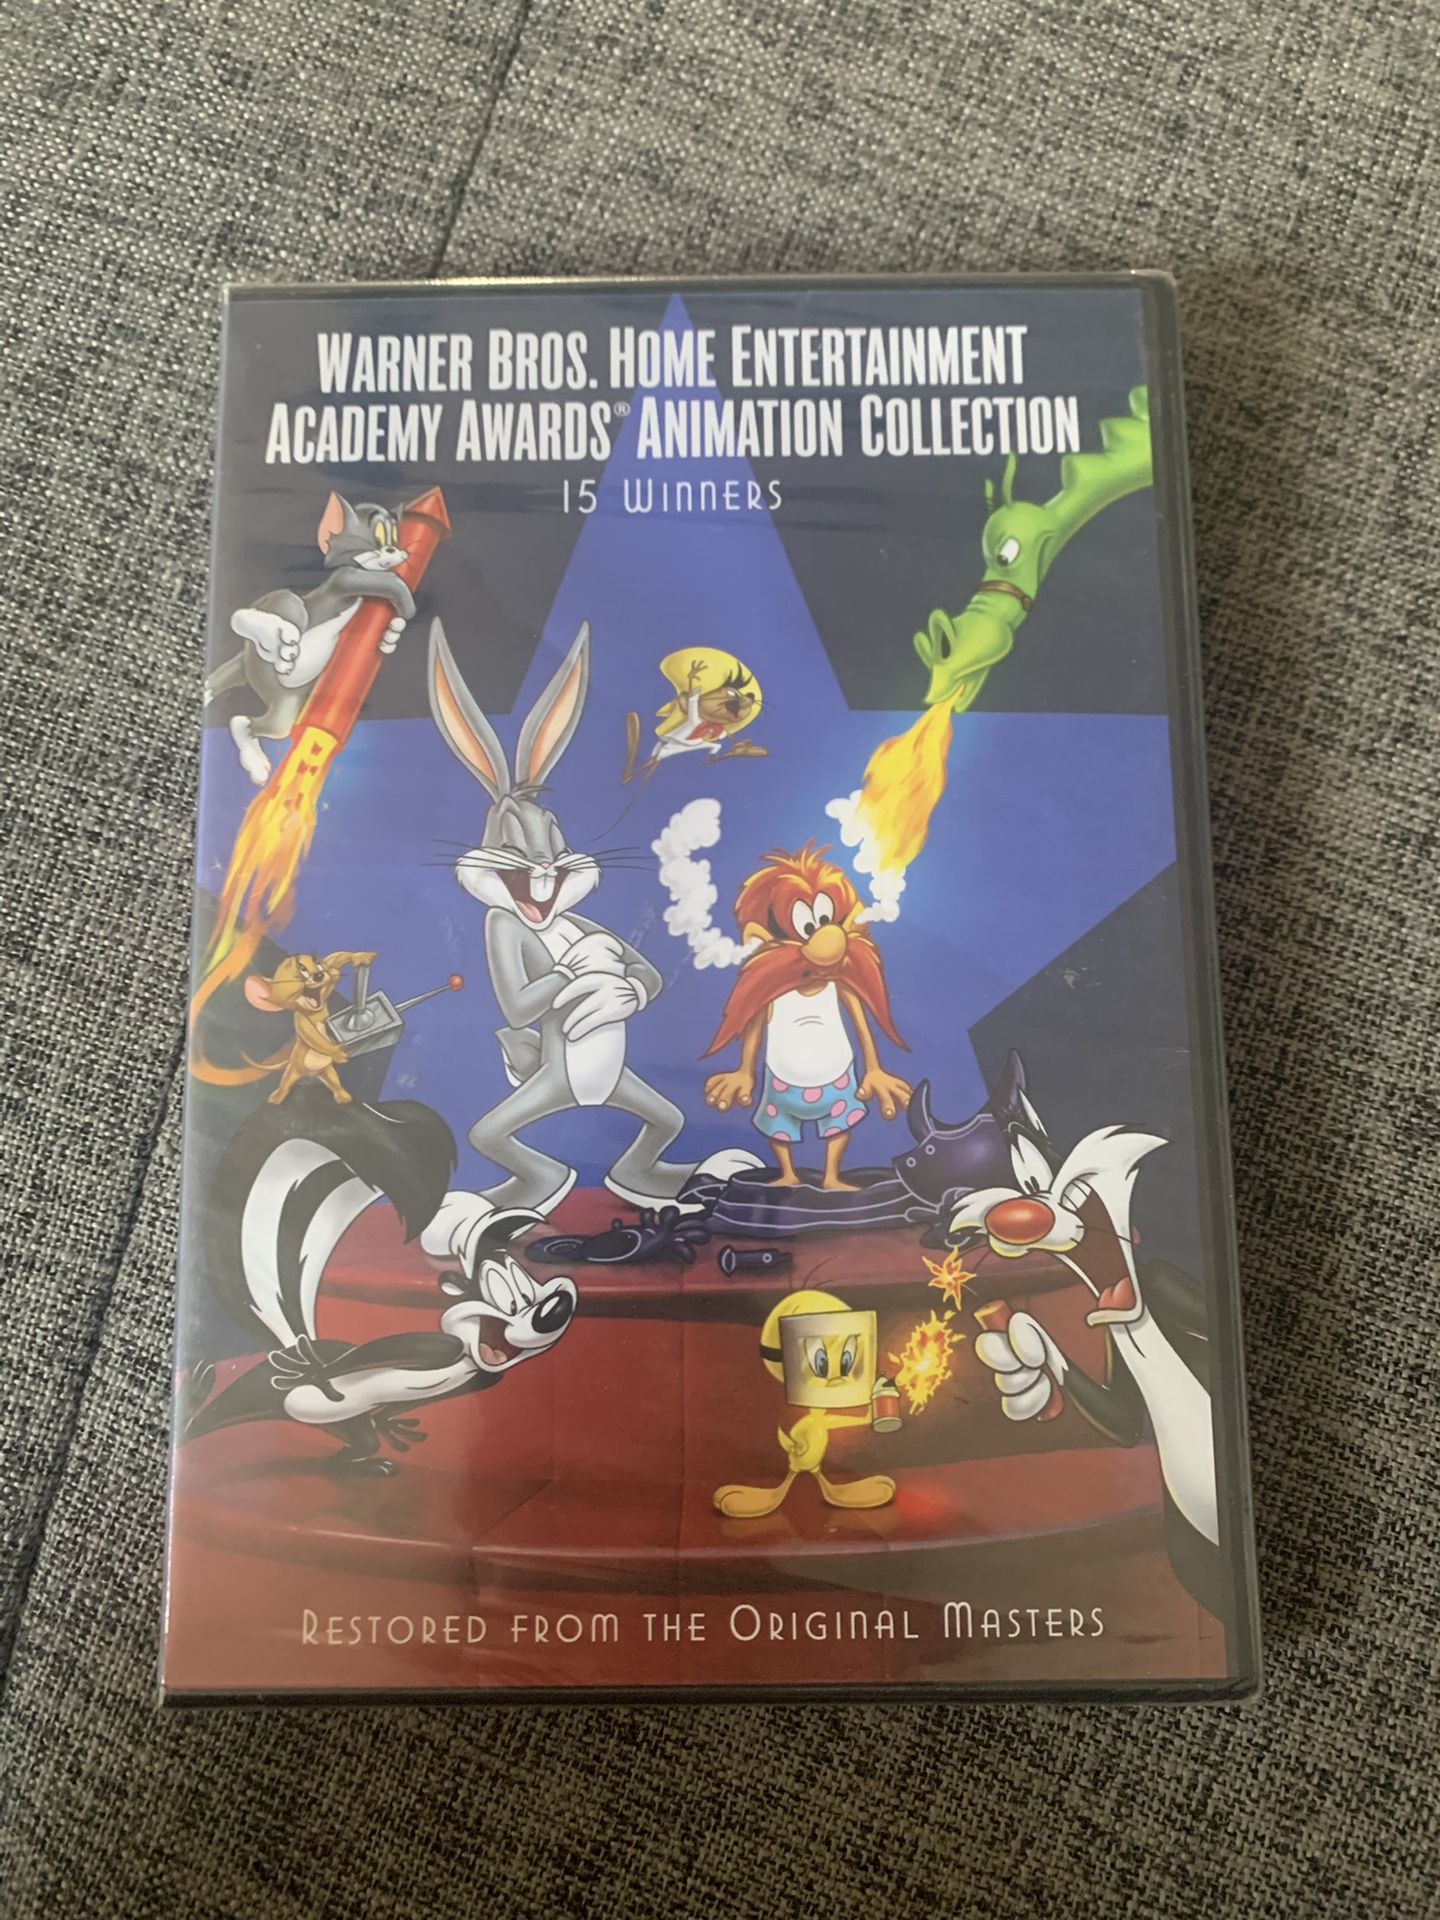 WARNER BROS. HOME ENTERTAINMENT
ACADEMY AWARDS® ANIMATION COLLECTION
15 WINNERS
RESTORED FROM THE ORIGINAL MASTERS